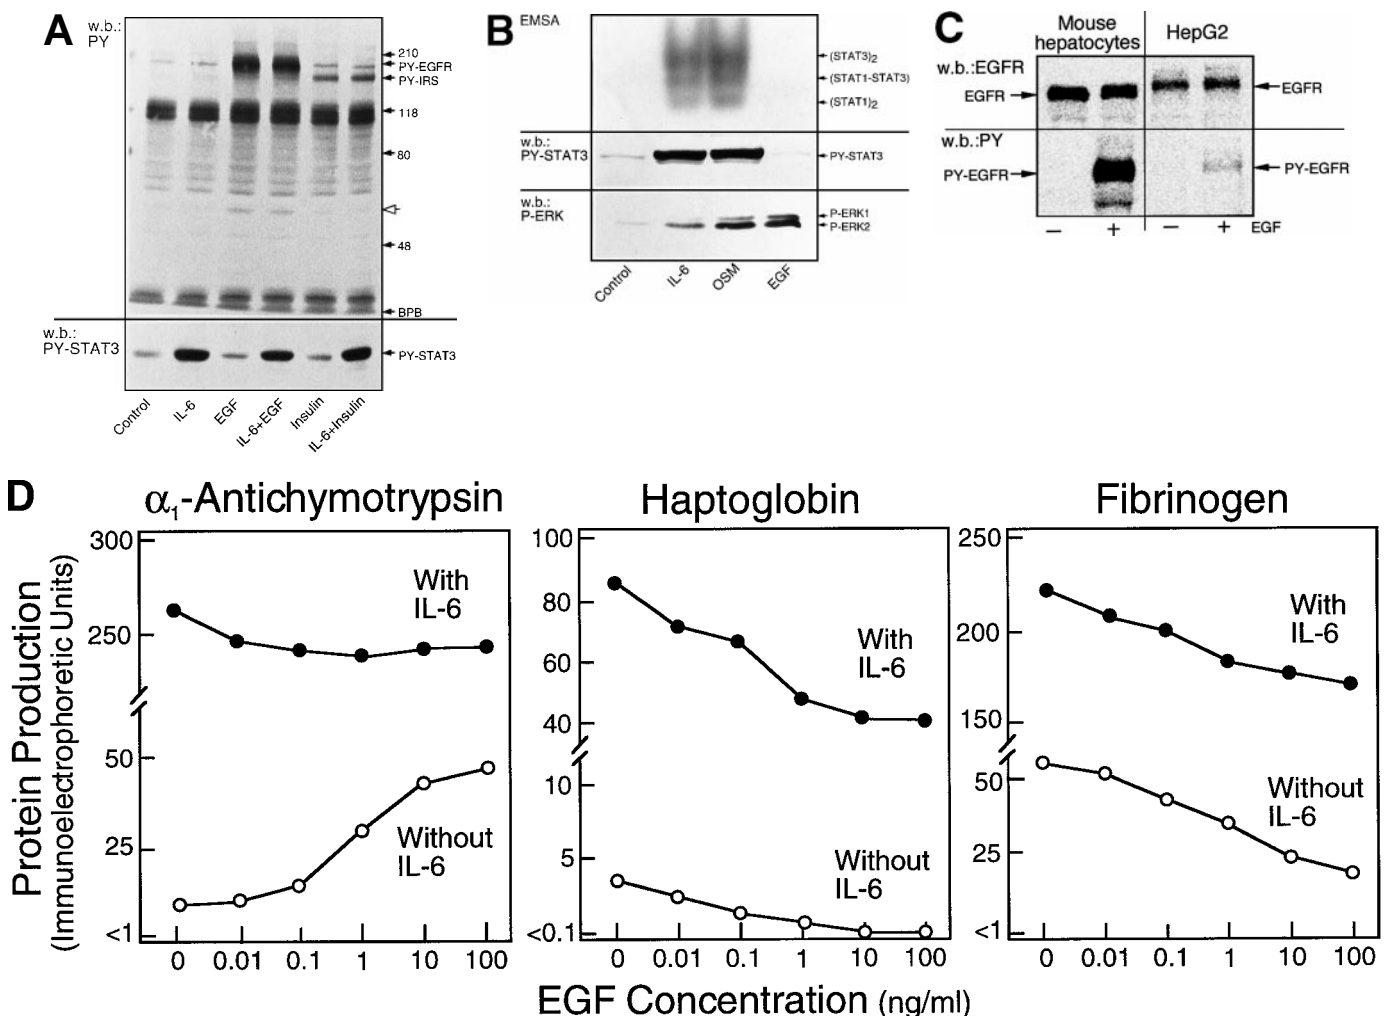 A
w.b.:
PY
210
PY-EGFR
PY-IRS
118
80
48
BPB
w.b.:
PY-STAT3
PY-STAT3
Control
IL-6
EGF
IL-6+EGF
Insulin
IL-6+Insulin
B
EMSA
(STAT3)2
(STAT1-STAT3)
(STAT1)2
w.b.:
PY-STAT3
PY-STAT3
w.b.:
P-ERK
P-ERK1
P-ERK2
Control
IL-6
OSM
EGF
C
Mouse
hepatocytes
HepG2
w.b.:EGFR
EGFR
EGFR
w.b.:PY
PY-EGFR
PY-EGFR
− + − + EGF
D
α1-Antichymotrypsin
Haptoglobin
Fibrinogen
Protein Production
(Immunoelectrophoretic Units)
300
250
50
25
<1
With
IL-6
Without
IL-6
0 0.01 0.1 1 10 100
100
80
60
40
10
5
<0.1
With
IL-6
Without
IL-6
0 0.01 0.1 1 10 100
250
200
150
50
25
<1
With
IL-6
Without
IL-6
0 0.01 0.1 1 10 100
EGF Concentration (ng/ml)